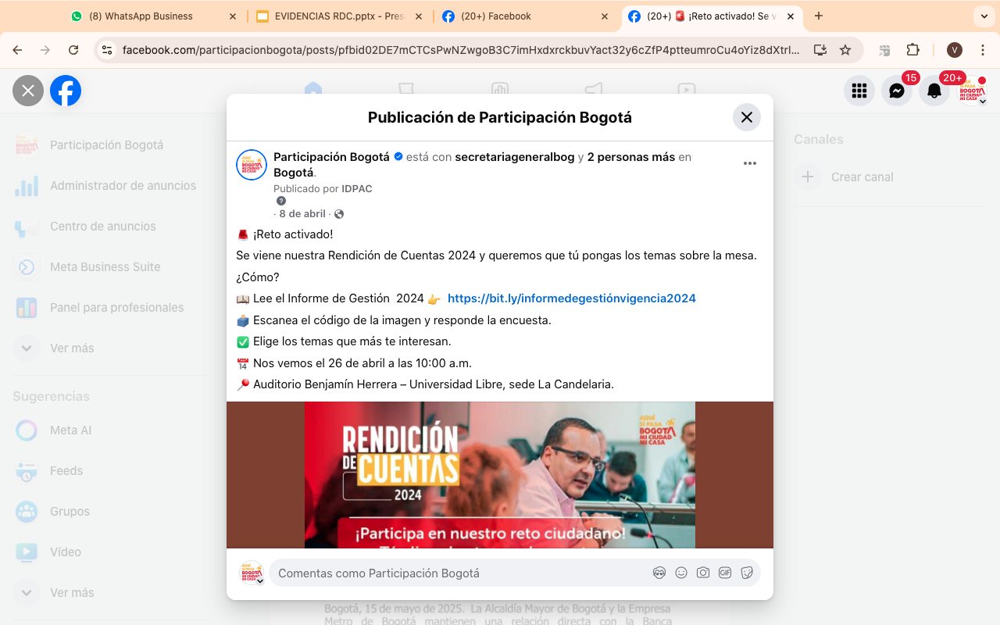 (8) WhatsApp Business
EVIDENCIAS RDC.pptx - Pres
(20+) Facebook
(20+) 🚨 ¡Reto activado! Se v
facebook.com/participacionbogota/posts/pfbid02DE7mCTCsPwNZwgoB3C7imHxdxrckbuvYact32y6cZfP4ptteumroCu4oYiz8dXtrl...
V
15
20+
Publicación de Participación Bogotá
Participación Bogotá está con secretariageneralbog y 2 personas más en
Bogotá.
Publicado por IDPAC
· 8 de abril ·
🚨 ¡Reto activado!
Se viene nuestra Rendición de Cuentas 2024 y queremos que tú pongas los temas sobre la mesa.
¿Cómo?
📖 Lee el Informe de Gestión 2024 👉 https://bit.ly/informedegestiónvigencia2024
🗳️ Escanea el código de la imagen y responde la encuesta.
✅ Elige los temas que más te interesan.
📅 Nos vemos el 26 de abril a las 10:00 a.m.
📍 Auditorio Benjamín Herrera – Universidad Libre, sede La Candelaria.
RENDICIÓN
DE CUENTAS
2024
AQUÍ
SÍ PASA
BOGOTÁ
MI CIUDAD
MI CASA
¡Participa en nuestro reto ciudadano!
Comentas como Participación Bogotá
GIF
Participación Bogotá
Administrador de anuncios
Centro de anuncios
Meta Business Suite
Panel para profesionales
Ver más
Sugerencias
Meta AI
Feeds
Grupos
Vídeo
Ver más
Canales
Crear canal
Bogotá, 15 de mayo de 2025. La Alcaldía Mayor de Bogotá y la Empresa
Metro de Bogotá mantienen una relación directa con la Banca